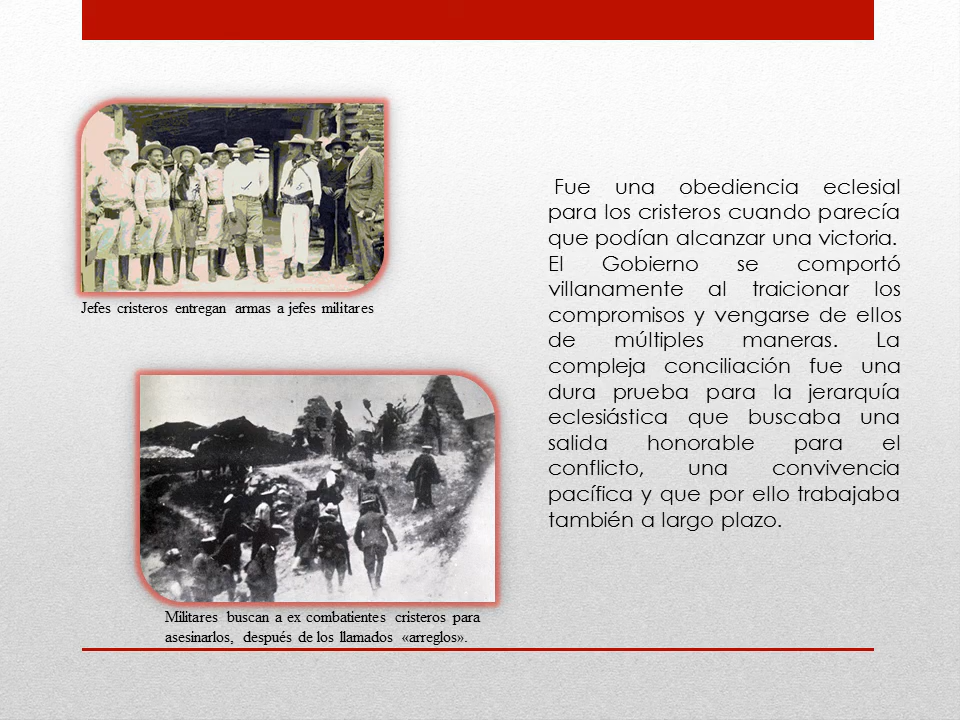 Jefes cristeros entregan armas a jefes militares
Militares buscan a ex combatientes cristeros para
asesinarlos, después de los llamados «arreglos».
Fue una obediencia eclesial
para los cristeros cuando parecía
que podían alcanzar una victoria.
El Gobierno se comportó
villanamente al traicionar los
compromisos y vengarse de ellos
de múltiples maneras. La
compleja conciliación fue una
dura prueba para la jerarquía
eclesiástica que buscaba una
salida honorable para el
conflicto, una convivencia
pacífica y que por ello trabajaba
también a largo plazo.